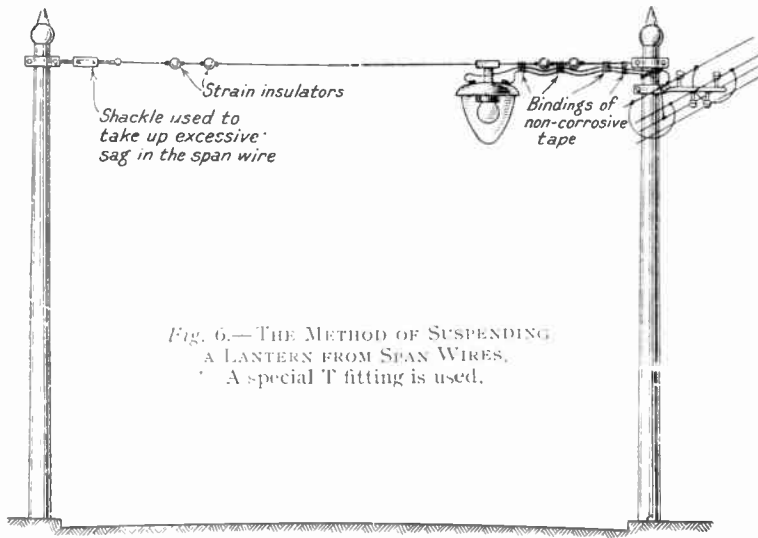 Strain insulators
Shackle used to
take up excessive
sag in the span wire
Bindings of
non-corrosive
tape
Fig. 6.—THE METHOD OF SUSPENDING
A LANTERN FROM SPAN WIRES.
A special T fitting is used.